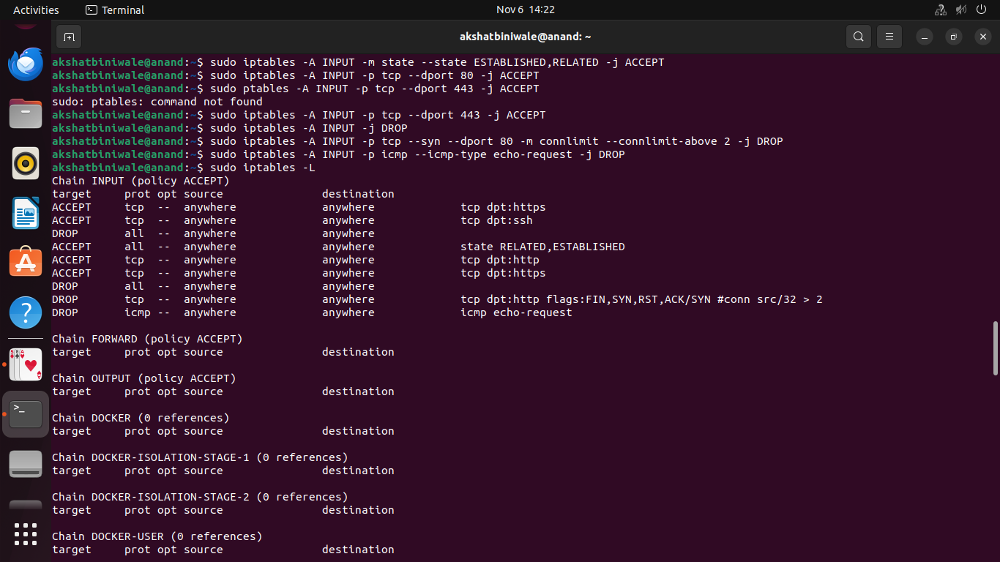 Activities Terminal Nov 6 14:22
akshatbiniwale@anand: ~
akshatbiniwale@anand:~$ sudo iptables -A INPUT -m state --state ESTABLISHED,RELATED -j ACCEPT
akshatbiniwale@anand:~$ sudo iptables -A INPUT -p tcp --dport 80 -j ACCEPT
akshatbiniwale@anand:~$ sudo ptables -A INPUT -p tcp --dport 443 -j ACCEPT
sudo: ptables: command not found
akshatbiniwale@anand:~$ sudo iptables -A INPUT -p tcp --dport 443 -j ACCEPT
akshatbiniwale@anand:~$ sudo iptables -A INPUT -j DROP
akshatbiniwale@anand:~$ sudo iptables -A INPUT -p tcp --syn --dport 80 -m connlimit --connlimit-above 2 -j DROP
akshatbiniwale@anand:~$ sudo iptables -A INPUT -p icmp --icmp-type echo-request -j DROP
akshatbiniwale@anand:~$ sudo iptables -L
Chain INPUT (policy ACCEPT)
target     prot opt source             destination
ACCEPT     tcp  --  anywhere             anywhere             tcp dpt:https
ACCEPT     tcp  --  anywhere             anywhere             tcp dpt:ssh
DROP       all  --  anywhere             anywhere
ACCEPT     all  --  anywhere             anywhere             state RELATED,ESTABLISHED
ACCEPT     tcp  --  anywhere             anywhere             tcp dpt:http
ACCEPT     tcp  --  anywhere             anywhere             tcp dpt:https
DROP       all  --  anywhere             anywhere
DROP       tcp  --  anywhere             anywhere             tcp dpt:http flags:FIN,SYN,RST,ACK/SYN #conn src/32 > 2
DROP       icmp --  anywhere             anywhere             icmp echo-request
Chain FORWARD (policy ACCEPT)
target     prot opt source             destination
Chain OUTPUT (policy ACCEPT)
target     prot opt source             destination
Chain DOCKER (0 references)
target     prot opt source             destination
Chain DOCKER-ISOLATION-STAGE-1 (0 references)
target     prot opt source             destination
Chain DOCKER-ISOLATION-STAGE-2 (0 references)
target     prot opt source             destination
Chain DOCKER-USER (0 references)
target     prot opt source             destination